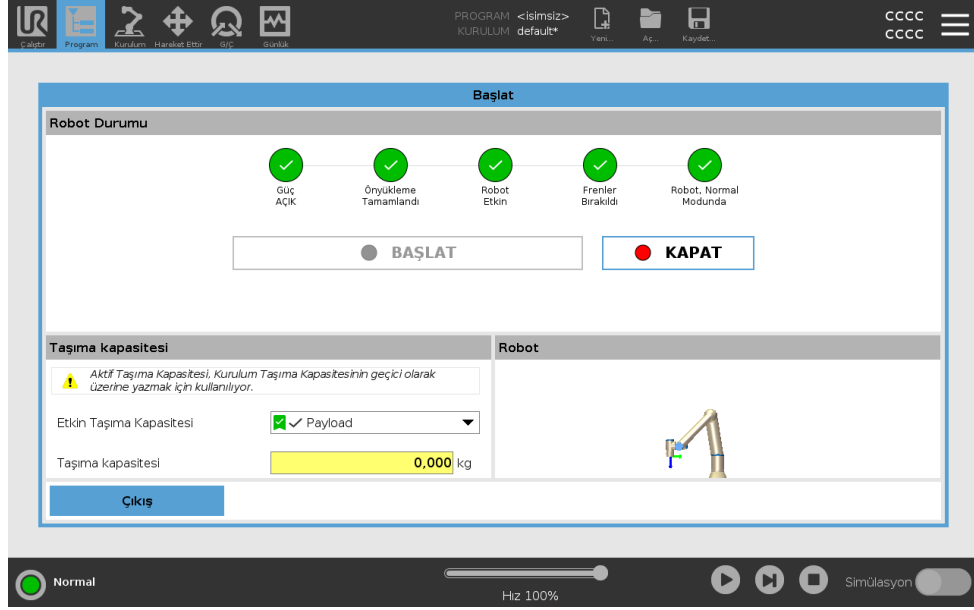 PROGRAM <isimsiz>
KURULUM default*
CCCC
CCCC
Çalıştır
Program
Kurulum
Hareket Ettir
G/Ç
Günlük
Yeni...
Aç...
Kaydet...
Başlat
Robot Durumu
Güç
AÇIK
Önyükleme
Tamamlandı
Robot
Etkin
Frenler
Bırakıldı
Robot, Normal
Modunda
BAŞLAT
KAPAT
Taşıma kapasitesi
Robot
Aktif Taşıma Kapasitesi, Kurulum Taşıma Kapasitesinin geçici olarak
üzerine yazmak için kullanılıyor.
Etkin Taşıma Kapasitesi
Payload
Taşıma kapasitesi
0,000 kg
Çıkış
Normal
Hız 100%
Simülasyon